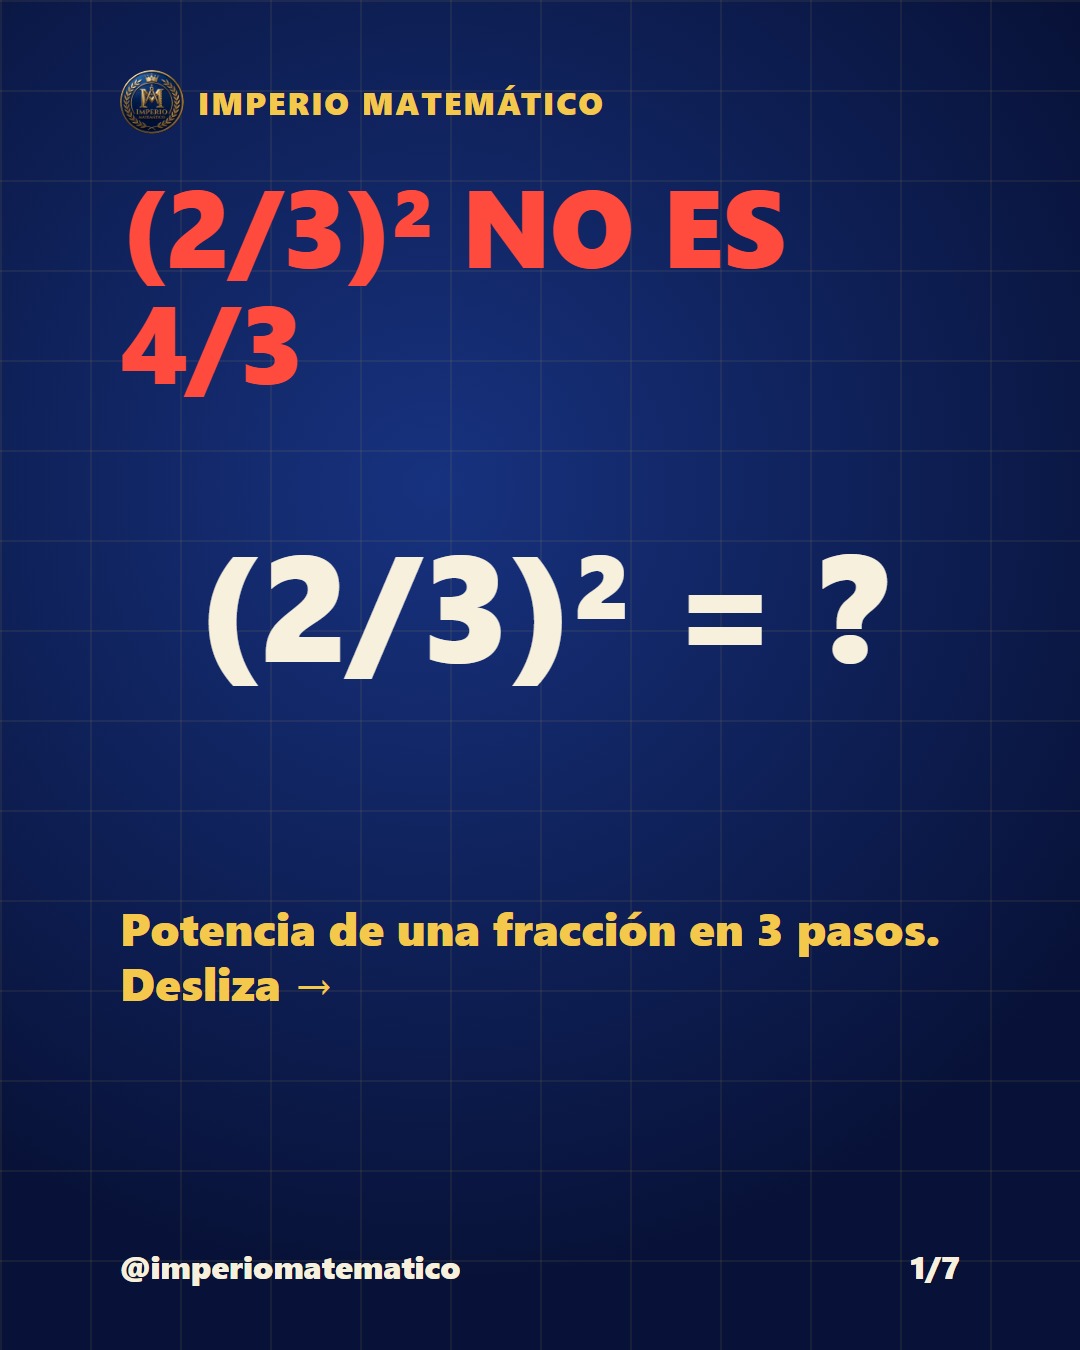 IMPERIO MATEMÁTICO
(2/3)² NO ES
4/3
(2/3)² = ?
Potencia de una fracción en 3 pasos.
Desliza →
@imperiomatematico
1/7